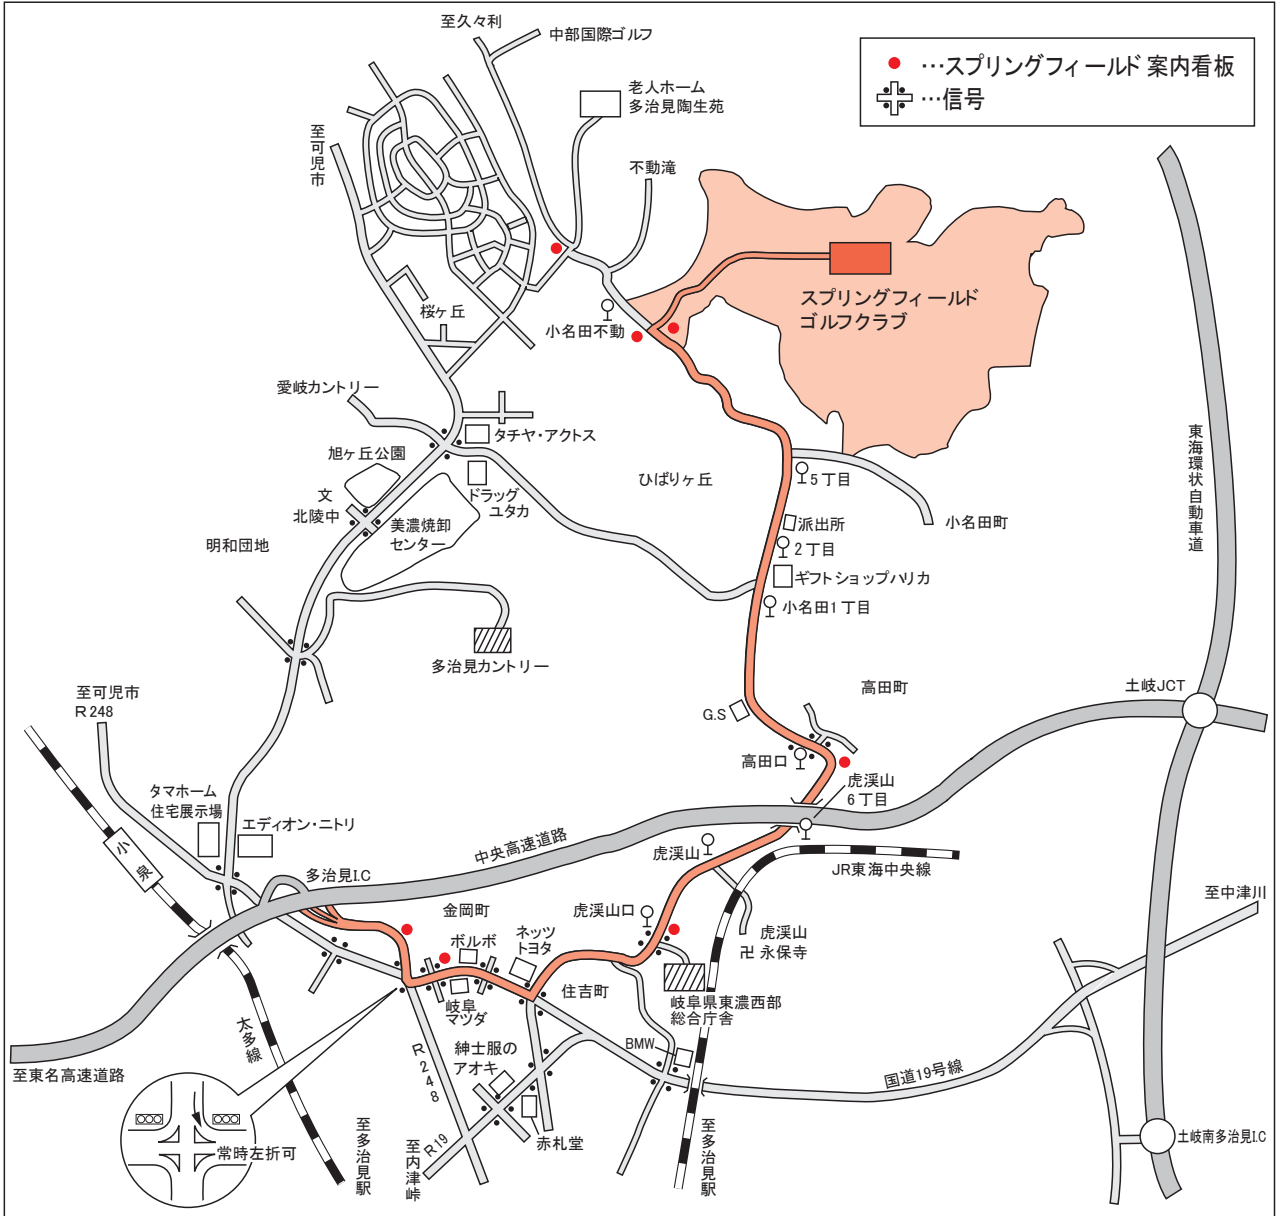 至久々利
中部国際ゴルフ
…スプリングフィールド 案内看板
…信号
老人ホーム
多治見陶生苑
至可児市
不動滝
スプリングフィールド
ゴルフクラブ
桜ヶ丘
小名田不動
愛岐カントリー
タチヤ・アクトス
旭ヶ丘公園
文
北陵中
ドラッグ
ユタカ
美濃焼卸
センター
明和団地
ひばりヶ丘
5丁目
小名田町
東海環状自動車道
派出所
2丁目
ギフトショップハリカ
小名田1丁目
多治見カントリー
至可児市
R 248
高田町
土岐JCT
G.S
高田口
虎渓山
6丁目
タマホーム
住宅展示場
エディオン・ニトリ
中央高速道路
小泉
多治見I.C
虎渓山
JR東海中央線
至中津川
金岡町
虎渓山口
ボルボ
ネッツ
トヨタ
虎渓山
卍 永保寺
岐阜
マツダ
住吉町
岐阜県東濃西部
総合庁舎
太多線
R248
紳士服の
アオキ
BMW
国道19号線
至東名高速道路
常時左折可
至多治見駅
至内津峠
R19
赤札堂
至多治見駅
土岐南多治見I.C